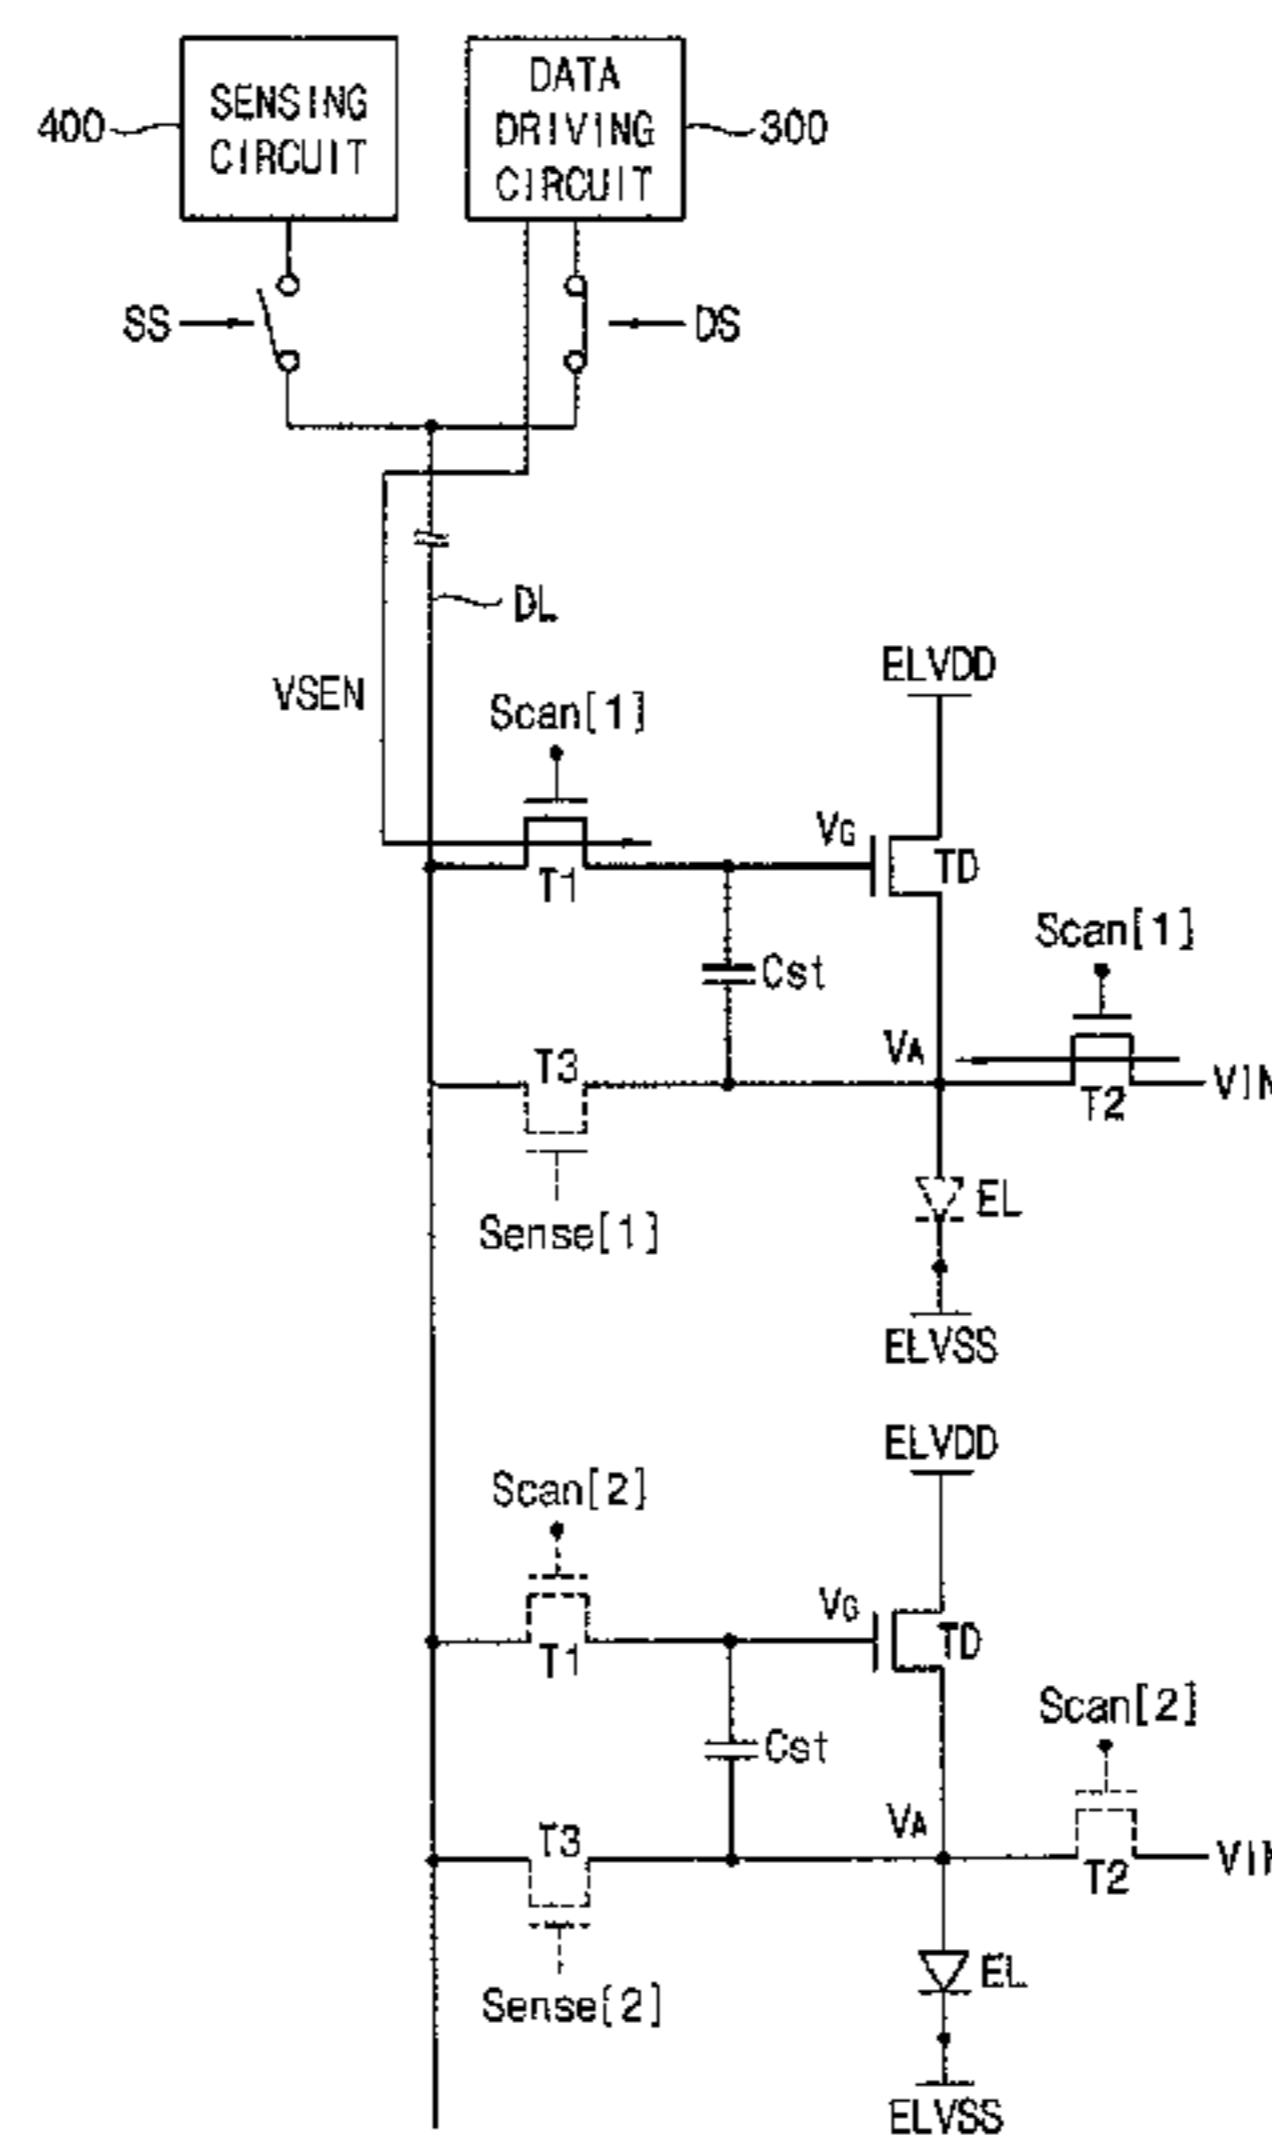 SENSING
CIRCUIT
400
DATA
DRIVING
CIRCUIT
300
SS
DS
DL
VSEN
Scan[1]
ELVDD
VG
TD
T1
Scan[1]
Cst
VA
T3
T2
EL
Sense[1]
ELVSS
ELVDD
Scan[2]
VG
TD
T1
Scan[2]
Cst
VA
T3
T2
EL
Sense[2]
ELVSS